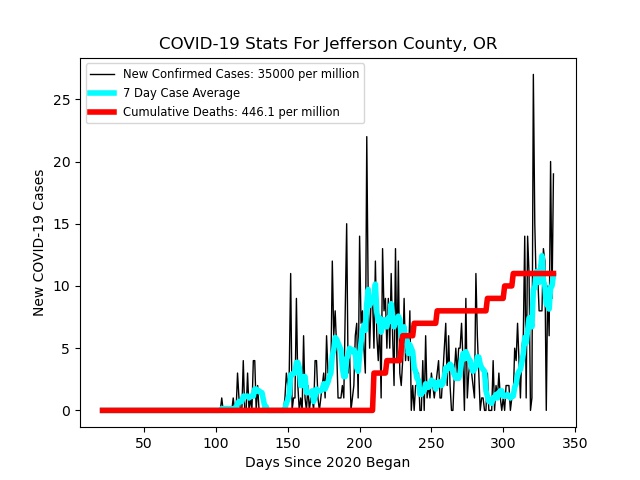 COVID-19 Stats For Jefferson County, OR
New Confirmed Cases: 35000 per million
7 Day Case Average
Cumulative Deaths: 446.1 per million
New COVID-19 Cases
25
20
15
10
5
0
50 100 150 200 250 300 350
Days Since 2020 Began